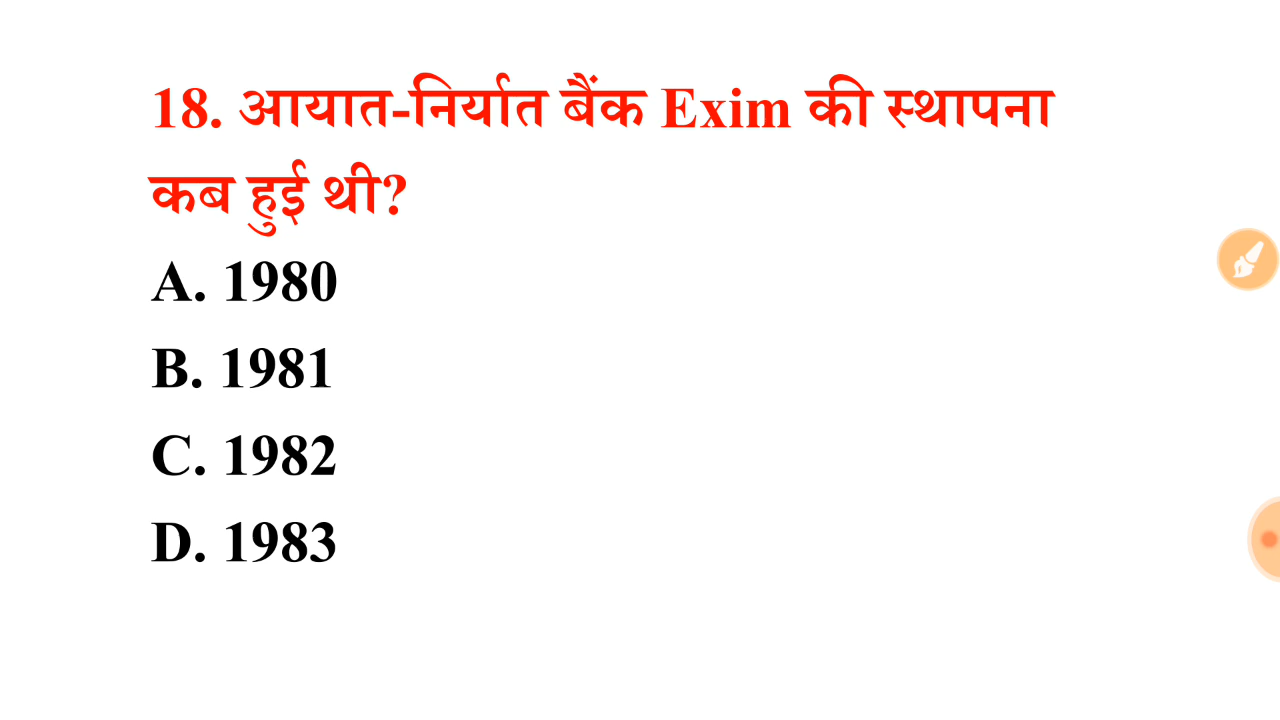 18. आयात-निर्यात बैंक Exim की स्थापना
कब हुई थी?
A. 1980
B. 1981
C. 1982
D. 1983